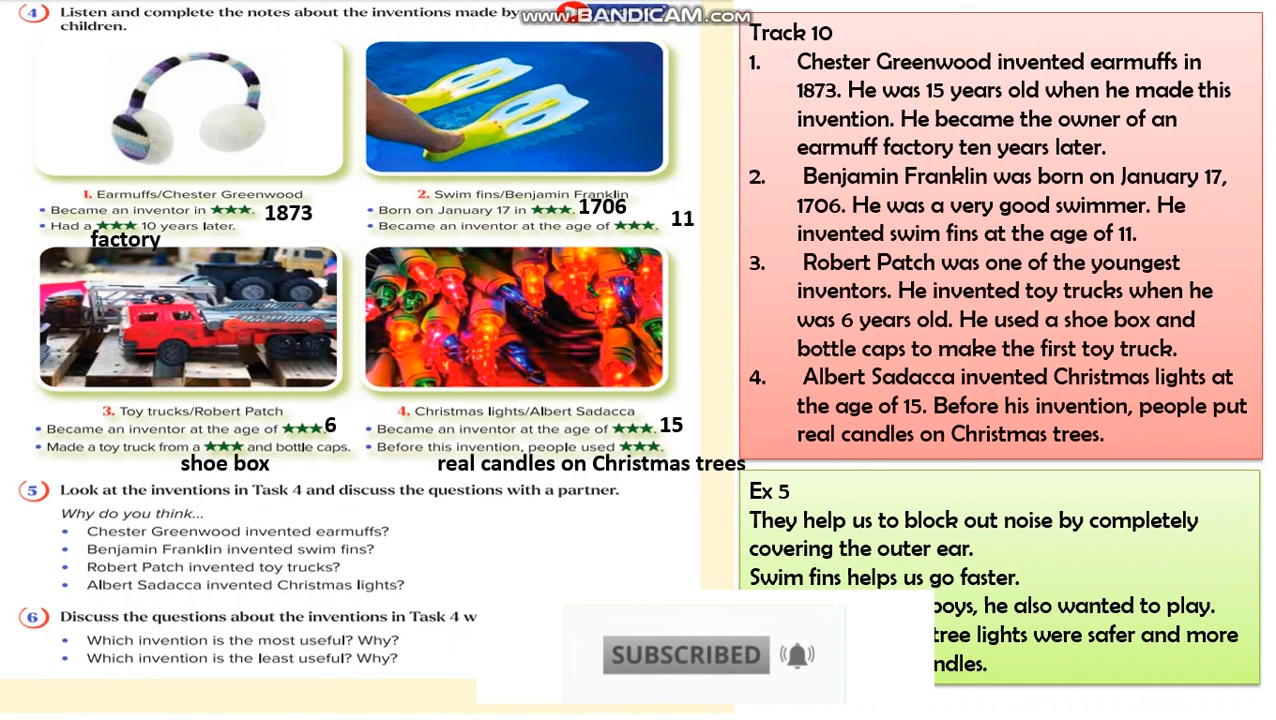 www.BANDICAM.com
4 Listen and complete the notes about the inventions made by
children.
1. Earmuffs/Chester Greenwood
• Became an inventor in ★★★. 1873
• Had a ★★★ 10 years later.
factory
2. Swim fins/Benjamin Franklin
• Born on January 17 in ★★★. 1706
• Became an inventor at the age of ★★★. 11
3. Toy trucks/Robert Patch
• Became an inventor at the age of ★★★. 6
• Made a toy truck from a ★★★ and bottle caps.
shoe box
4. Christmas lights/Albert Sadacca
• Became an inventor at the age of ★★★. 15
• Before this invention, people used ★★★.
real candles on Christmas trees
5 Look at the inventions in Task 4 and discuss the questions with a partner.
Why do you think...
• Chester Greenwood invented earmuffs?
• Benjamin Franklin invented swim fins?
• Robert Patch invented toy trucks?
• Albert Sadacca invented Christmas lights?
6 Discuss the questions about the inventions in Task 4 w
• Which invention is the most useful? Why?
• Which invention is the least useful? Why?
Track 10
1. Chester Greenwood invented earmuffs in
1873. He was 15 years old when he made this
invention. He became the owner of an
earmuff factory ten years later.
2. Benjamin Franklin was born on January 17,
1706. He was a very good swimmer. He
invented swim fins at the age of 11.
3. Robert Patch was one of the youngest
inventors. He invented toy trucks when he
was 6 years old. He used a shoe box and
bottle caps to make the first toy truck.
4. Albert Sadacca invented Christmas lights at
the age of 15. Before his invention, people put
real candles on Christmas trees.
Ex 5
They help us to block out noise by completely
covering the outer ear.
Swim fins helps us go faster.
boys, he also wanted to play.
tree lights were safer and more
ndles.
SUBSCRIBED